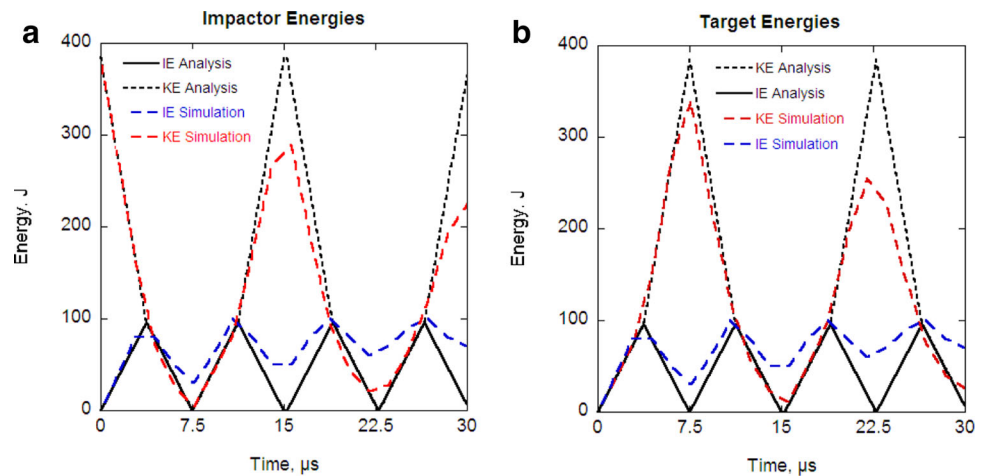 a
Impactor Energies
400
300
200
100
0
Energy. J
IE Analysis
KE Analysis
IE Simulation
KE Simulation
0 7.5 15 22.5 30
Time, µs
b
Target Energies
400
300
200
100
0
Energy, J
KE Analysis
IE Analysis
KE Simulation
IE Simulation
0 7.5 15 22.5 30
Time, µs